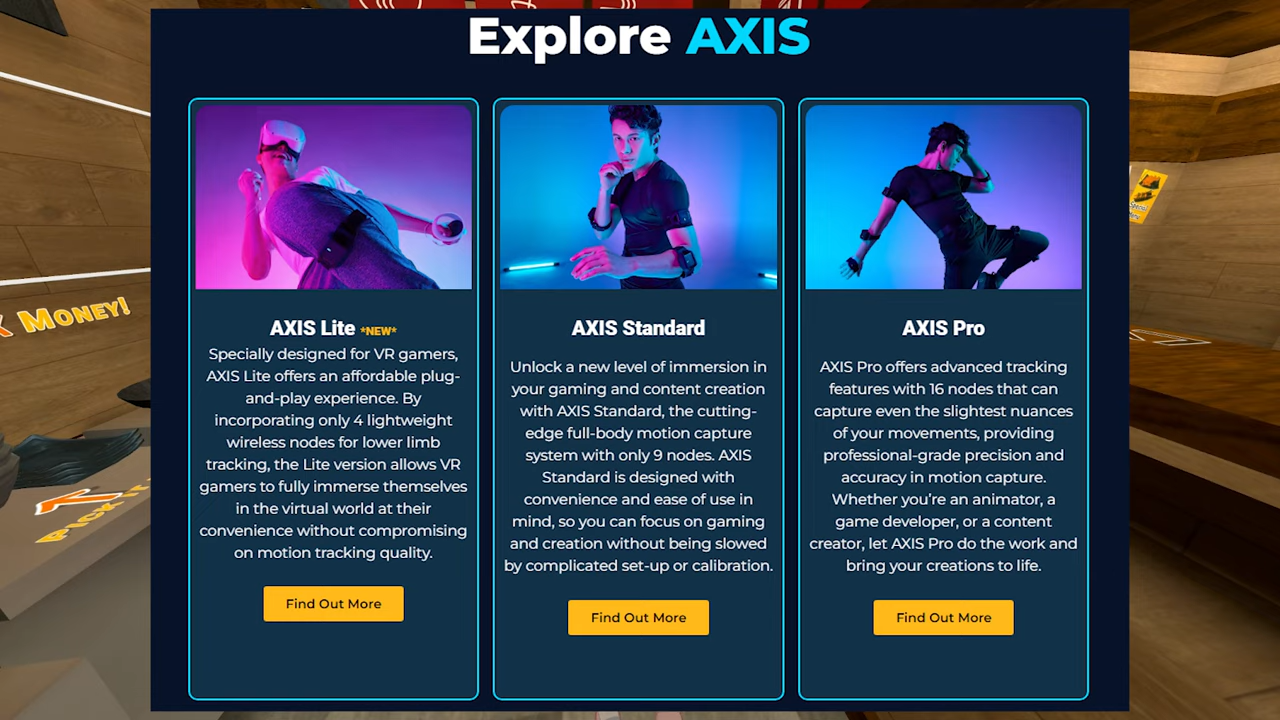 Explore AXIS
AXIS Lite *NEW*
Specially designed for VR gamers,
AXIS Lite offers an affordable plug-
and-play experience. By
incorporating only 4 lightweight
wireless nodes for lower limb
tracking, the Lite version allows VR
gamers to fully immerse themselves
in the virtual world at their
convenience without compromising
on motion tracking quality.
Find Out More
AXIS Standard
Unlock a new level of immersion in
your gaming and content creation
with AXIS Standard, the cutting-
edge full-body motion capture
system with only 9 nodes. AXIS
Standard is designed with
convenience and ease of use in
mind, so you can focus on gaming
and creation without being slowed
by complicated set-up or calibration.
Find Out More
AXIS Pro
AXIS Pro offers advanced tracking
features with 16 nodes that can
capture even the slightest nuances
of your movements, providing
professional-grade precision and
accuracy in motion capture.
Whether you’re an animator, a
game developer, or a content
creator, let AXIS Pro do the work and
bring your creations to life.
Find Out More
MONEY!
PICK